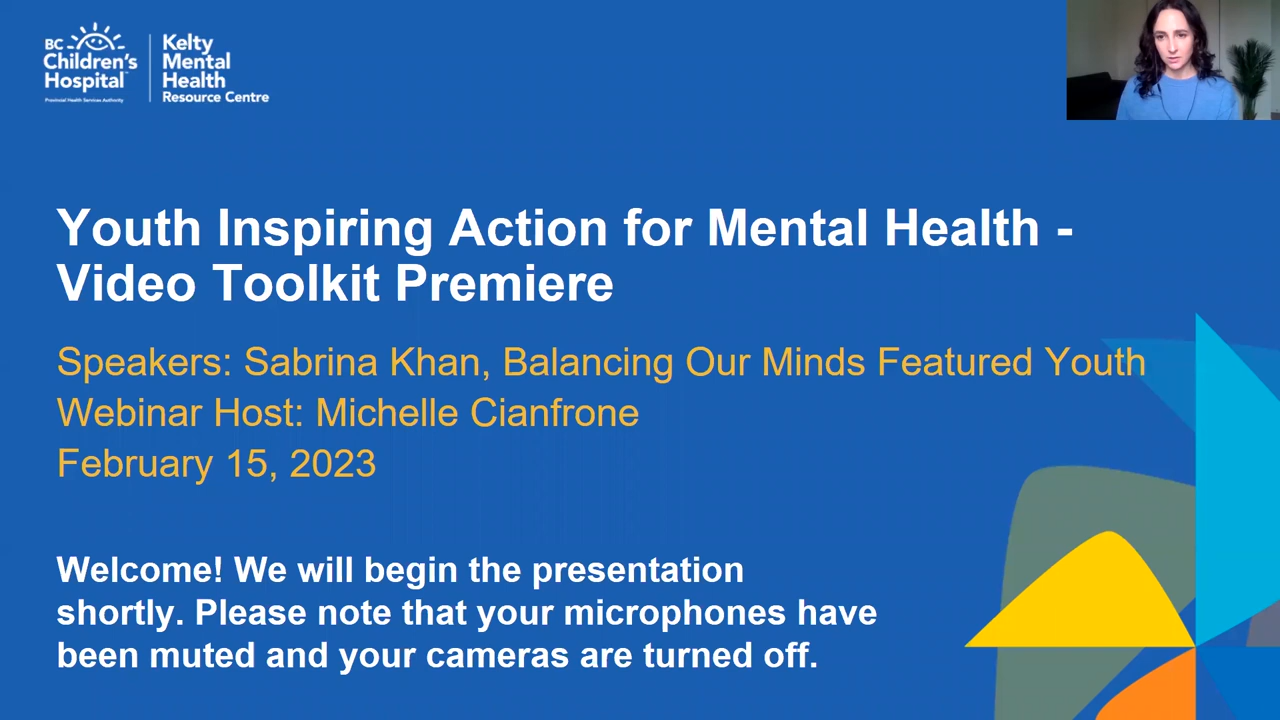 BC
Children's
Hospital
Provincial Health Services Authority
Kelty
Mental
Health
Resource Centre
Youth Inspiring Action for Mental Health -
Video Toolkit Premiere
Speakers: Sabrina Khan, Balancing Our Minds Featured Youth
Webinar Host: Michelle Cianfrone
February 15, 2023
Welcome! We will begin the presentation
shortly. Please note that your microphones have
been muted and your cameras are turned off.